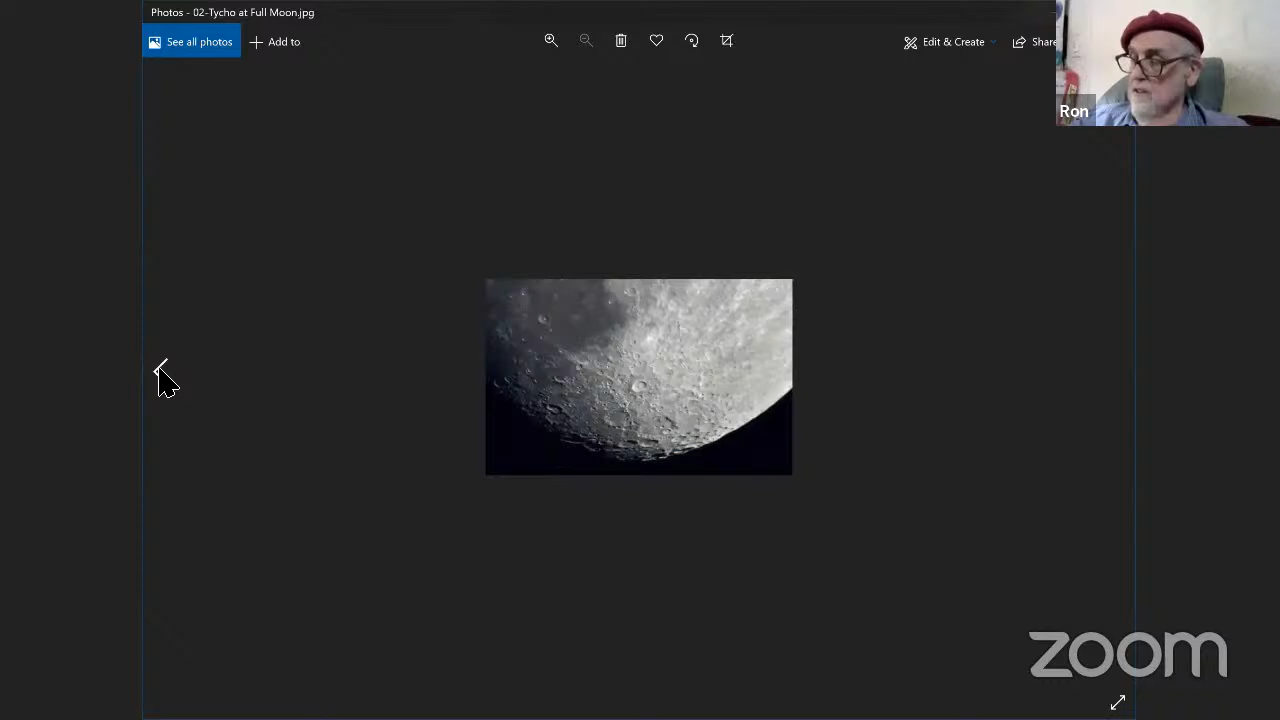 Photos - 02-Tycho at Full Moon.jpg
See all photos
Add to
Edit & Create
Share
Ron
zoom